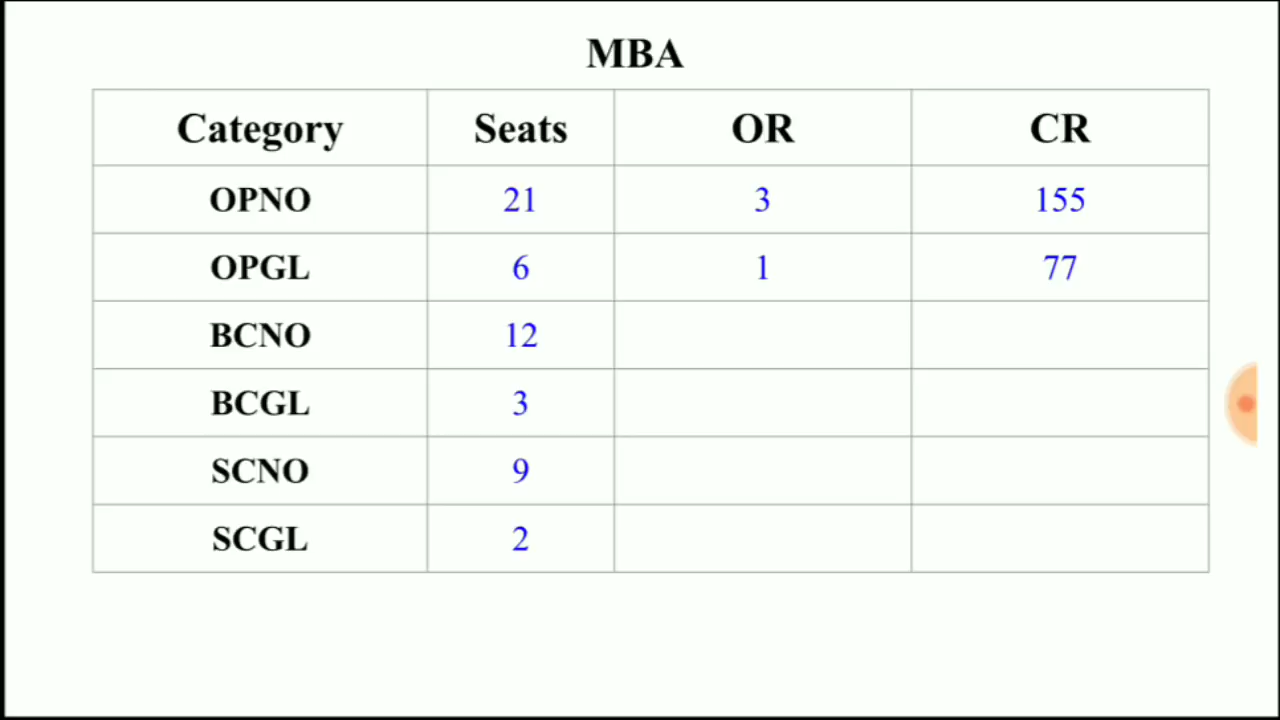 MBA
Category Seats OR CR
OPNO 21 3 155
OPGL 6 1 77
BCNO 12
BCGL 3
SCNO 9
SCGL 2